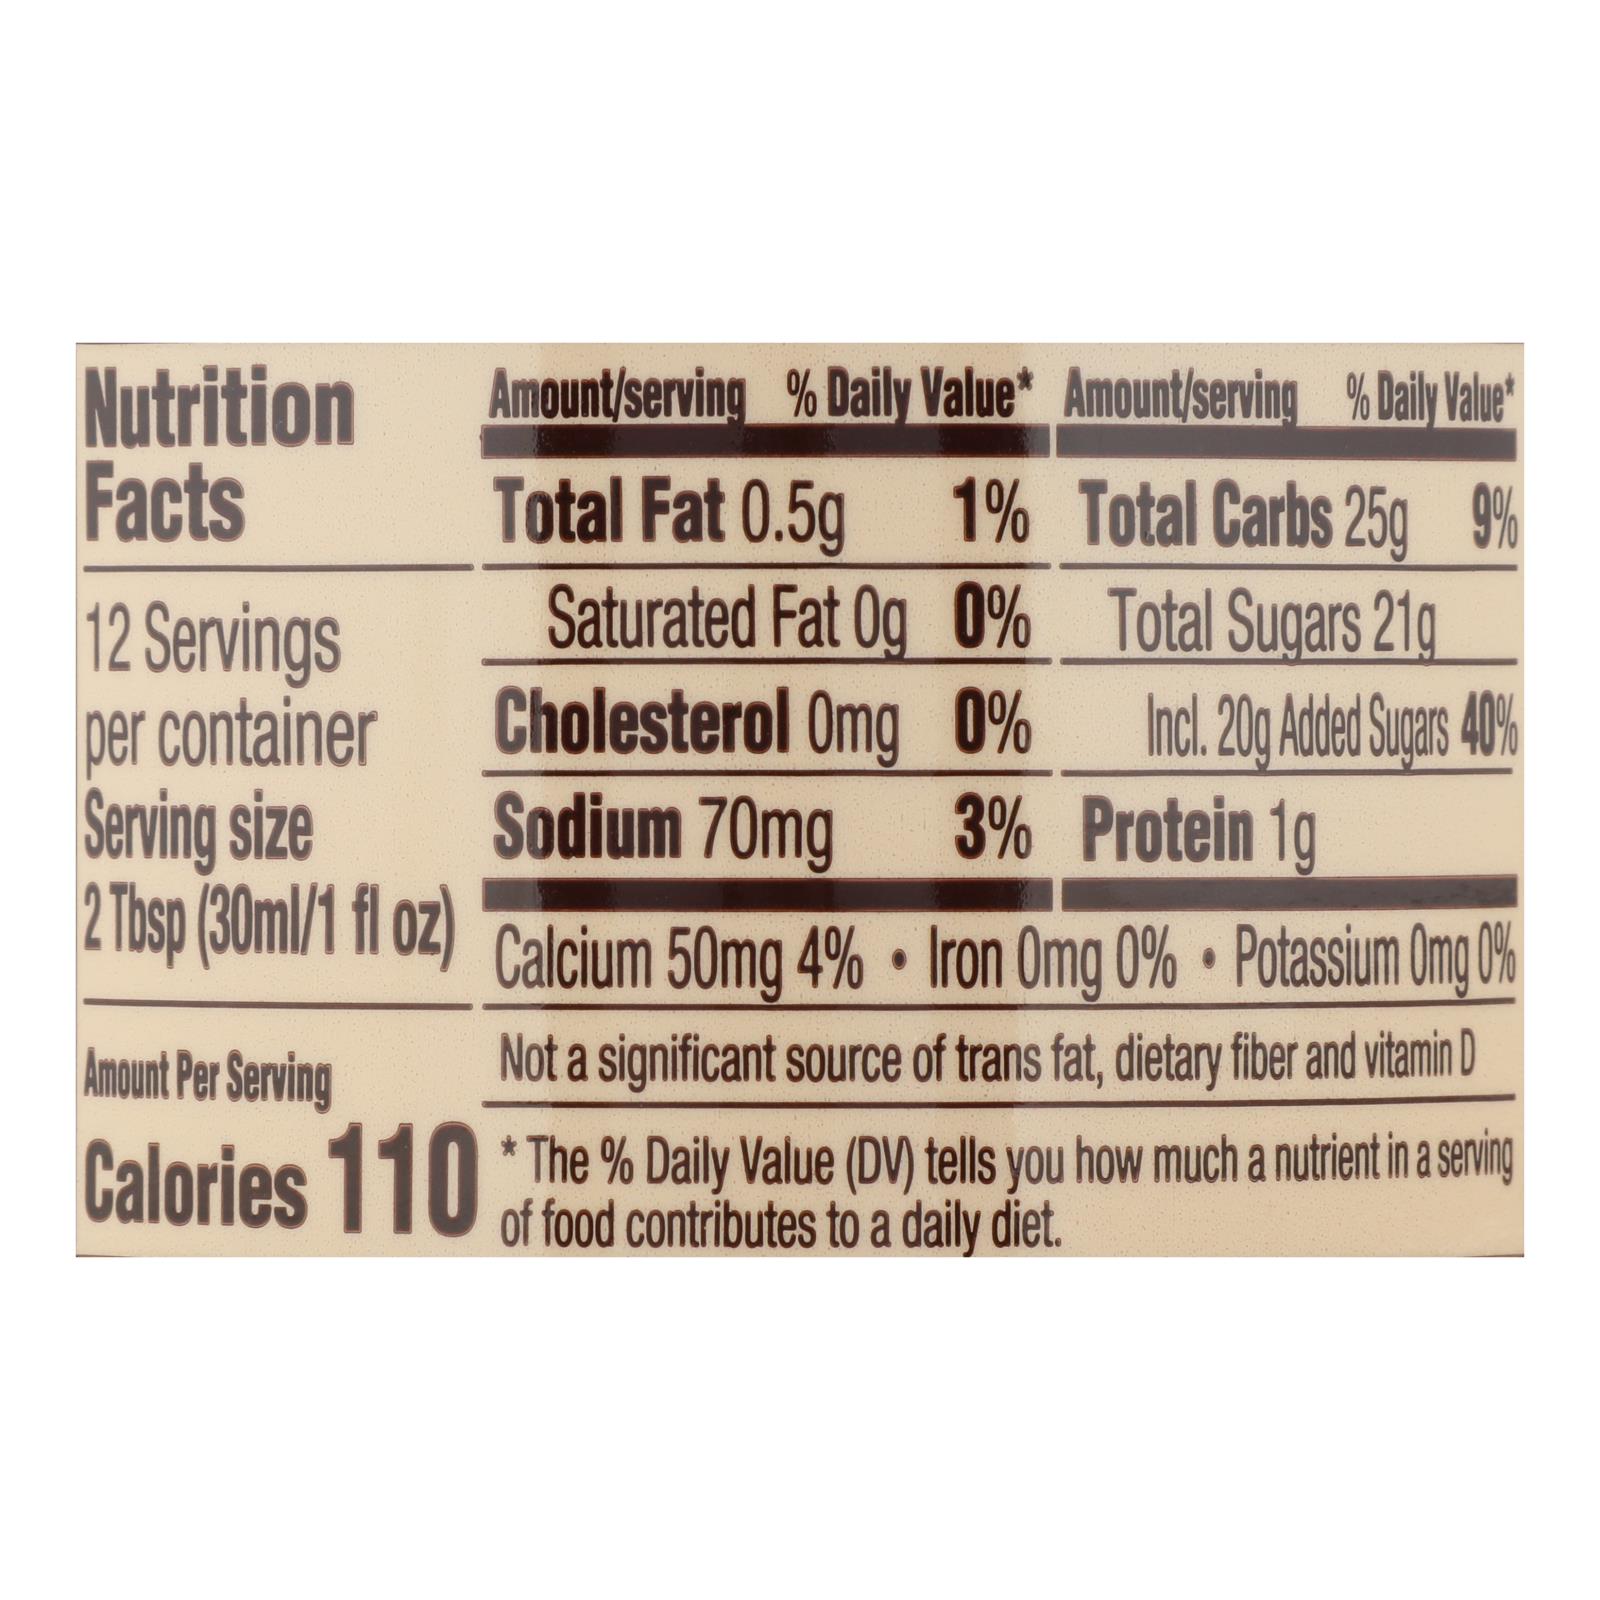 Nutrition
Facts
12 Servings
per container
Serving size
2 Tbsp (30ml/1 fl oz)
Amount Per Serving
Calories 110
Amount/serving % Daily Value*
Total Fat 0.5g 1%
Saturated Fat 0g 0%
Cholesterol 0mg 0%
Sodium 70mg 3%
Amount/serving % Daily Value*
Total Carbs 25g 9%
Total Sugars 21g
Incl. 20g Added Sugars 40%
Protein 1g
Calcium 50mg 4% • Iron 0mg 0% • Potassium 0mg 0%
Not a significant source of trans fat, dietary fiber and vitamin D
* The % Daily Value (DV) tells you how much a nutrient in a serving
of food contributes to a daily diet.